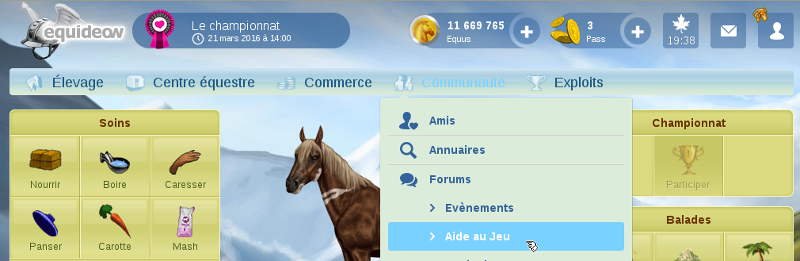 equideow
Le championnat
21 mars 2016 à 14:00
11 669 765
Equus
3
Pass
19:38
Élevage
Centre équestre
Commerce
Communauté
Exploits
Soins
Nourrir
Boire
Caresser
Panser
Carotte
Mash
Amis
Annuaires
Forums
Evènements
Aide au Jeu
Championnat
Participer
Balades